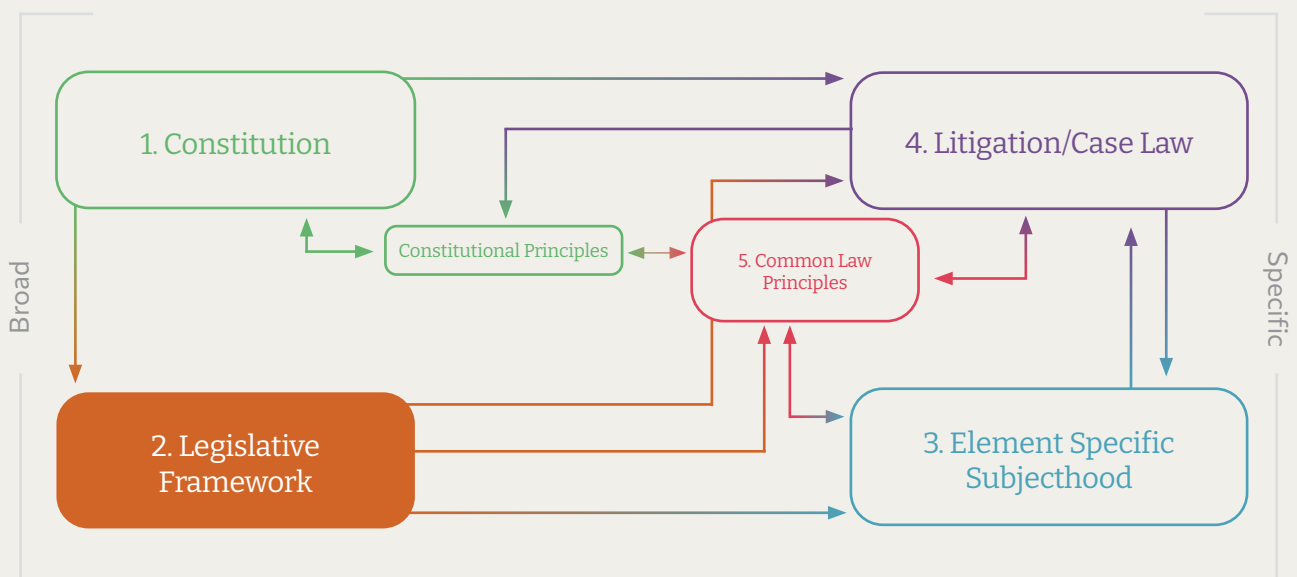 1. Constitution
4. Litigation/Case Law
Constitutional Principles
5. Common Law
Principles
Broad
Specific
2. Legislative
Framework
3. Element Specific
Subjecthood